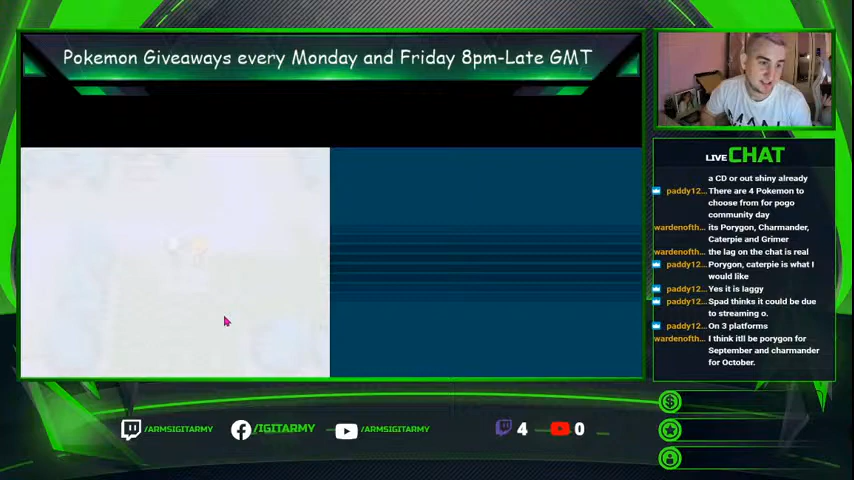 Pokemon Giveaways every Monday and Friday 8pm-Late GMT
LIVE CHAT
a CD or out shiny already
paddy12... There are 4 Pokemon to
choose from for pogo
community day
wardenofth... its Porygon, Charmander,
Caterpie and Grimer
wardenofth... the lag on the chat is real
paddy12... Porygon, caterpie is what I
would like
paddy12... Yes it is laggy
paddy12... Spad thinks it could be due
to streaming o.
paddy12... On 3 platforms
wardenofth... I think itll be porygon for
September and charmander
for October.
/ARMSIGITARMY
/IGITARMY
/ARMSIGITARMY
4
0